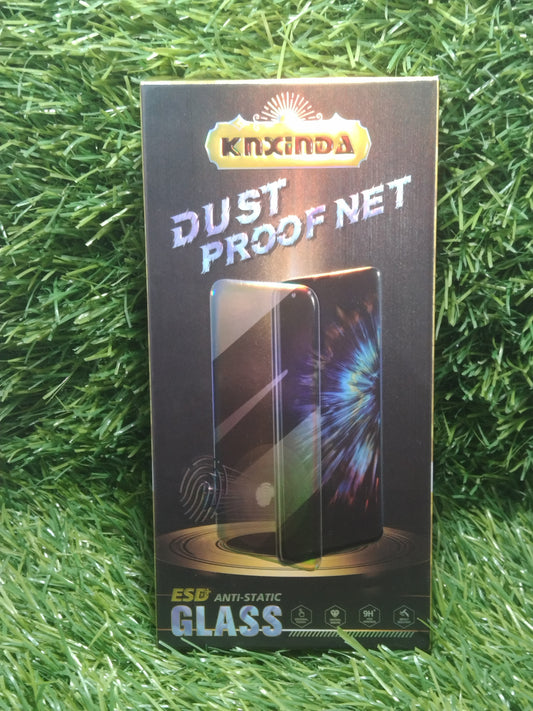 KNXINDA
DUST
PROOF NET
ESD ANTI-STATIC
GLASS
9H